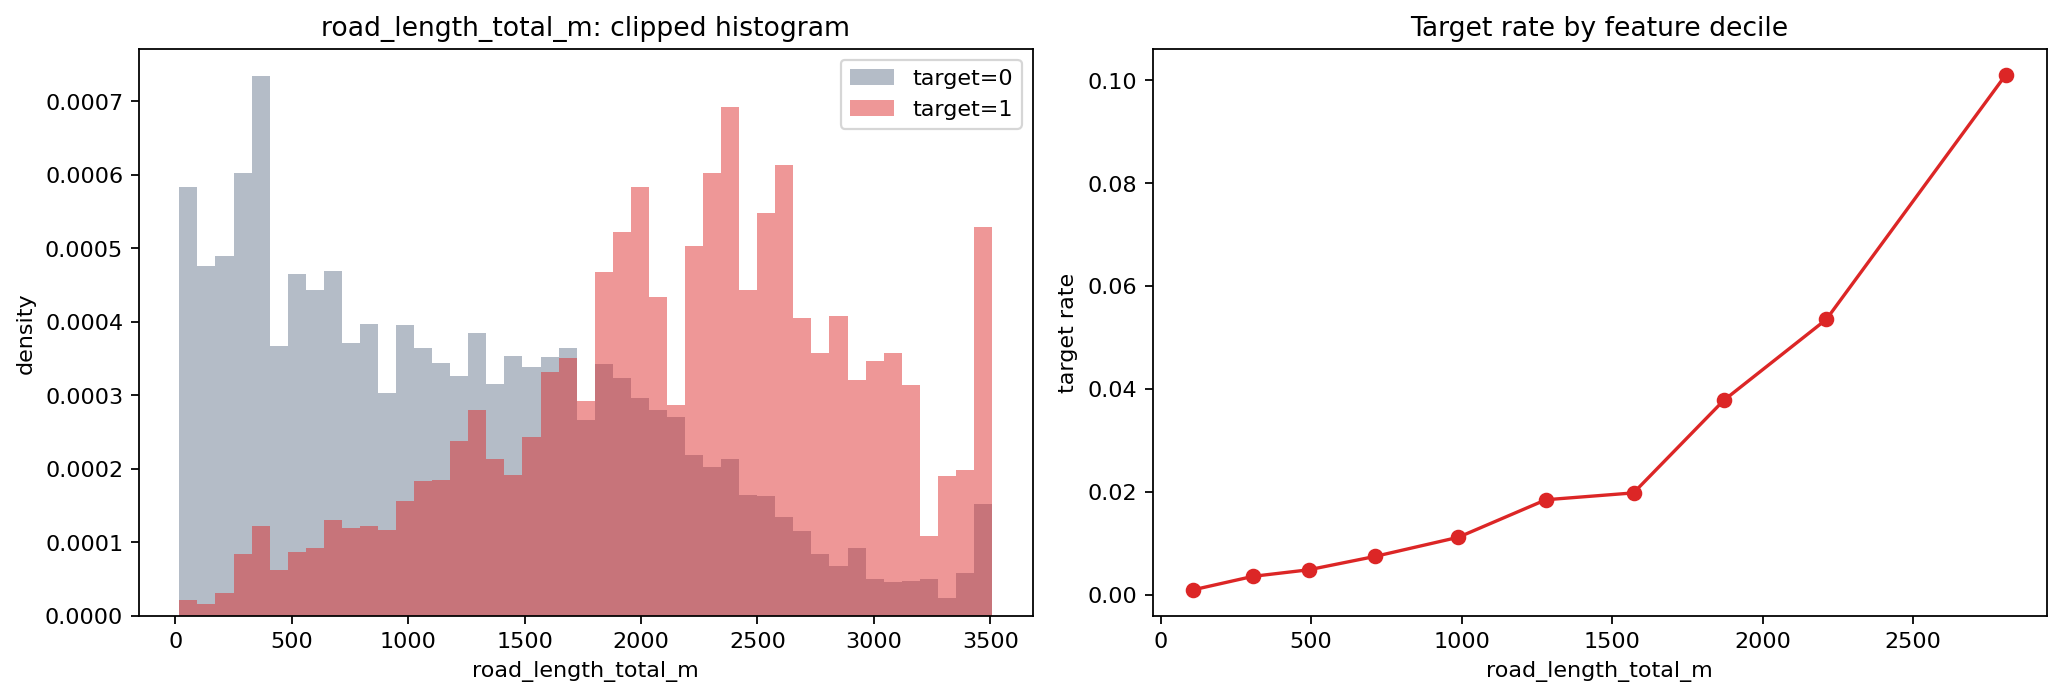 road_length_total_m: clipped histogram
target=0
target=1
density
0.0007
0.0006
0.0005
0.0004
0.0003
0.0002
0.0001
0.0000
0 500 1000 1500 2000 2500 3000 3500
road_length_total_m
Target rate by feature decile
target rate
0.10
0.08
0.06
0.04
0.02
0.00
0 500 1000 1500 2000 2500
road_length_total_m